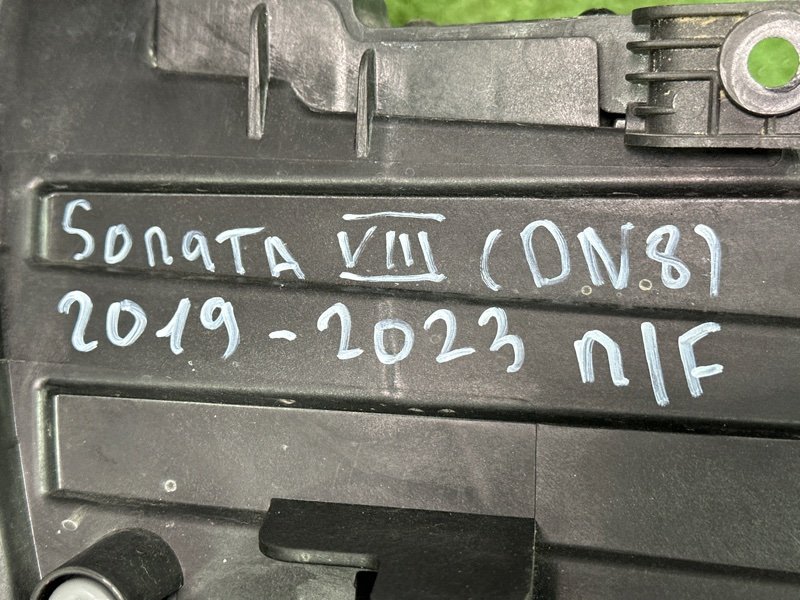 Sonata VIII (DN8)
2019-2023 п/F